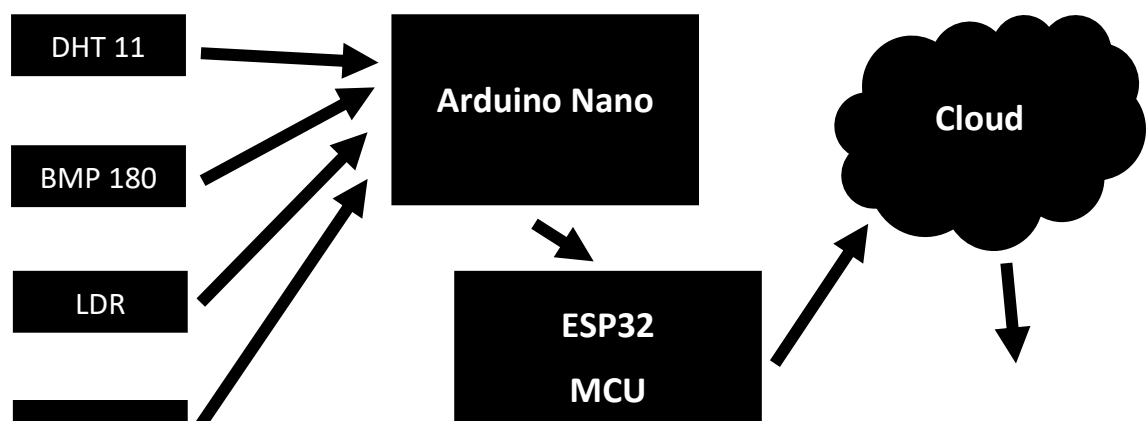 DHT 11
Arduino Nano
Cloud
BMP 180
LDR
ESP32
MCU